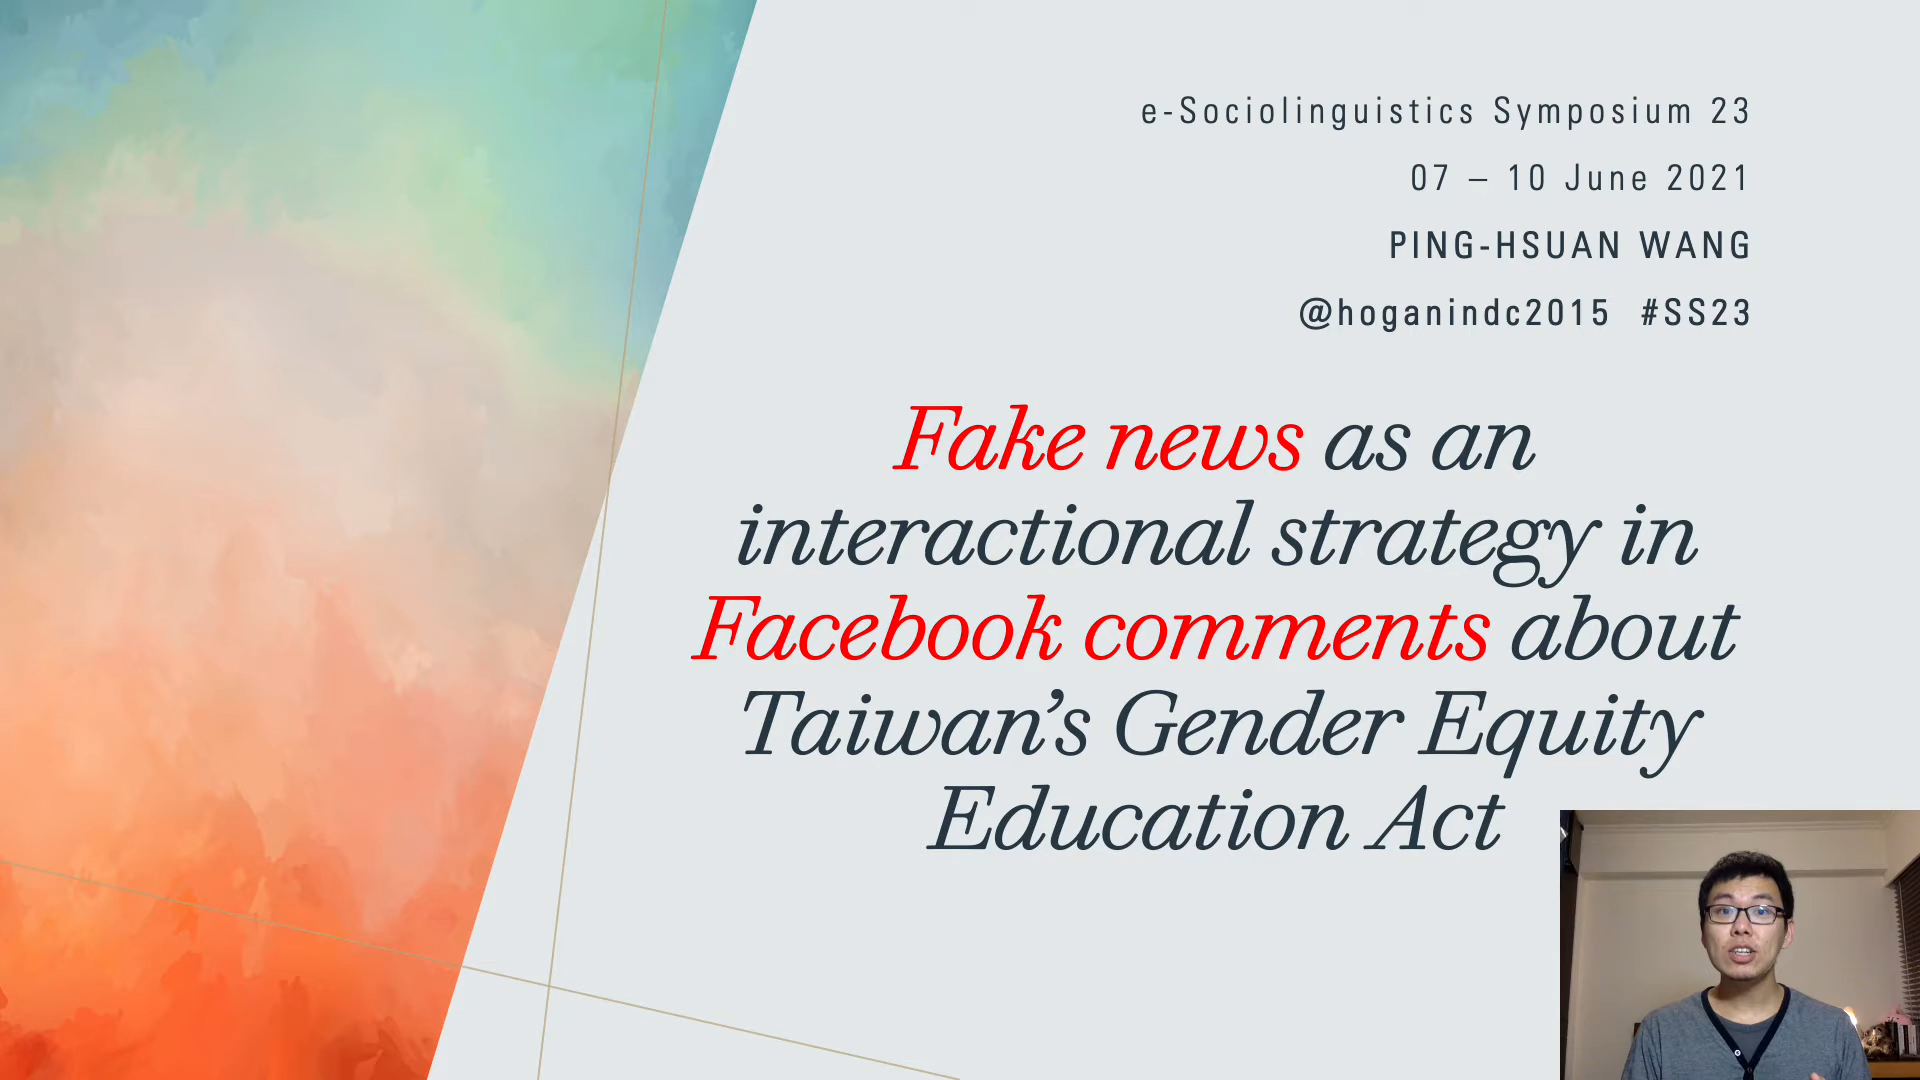 e-Sociolinguistics Symposium 23
07 – 10 June 2021
PING-HSUAN WANG
@hoganindc2015 #SS23
Fake news as an
interactional strategy in
Facebook comments about
Taiwan’s Gender Equity
Education Act